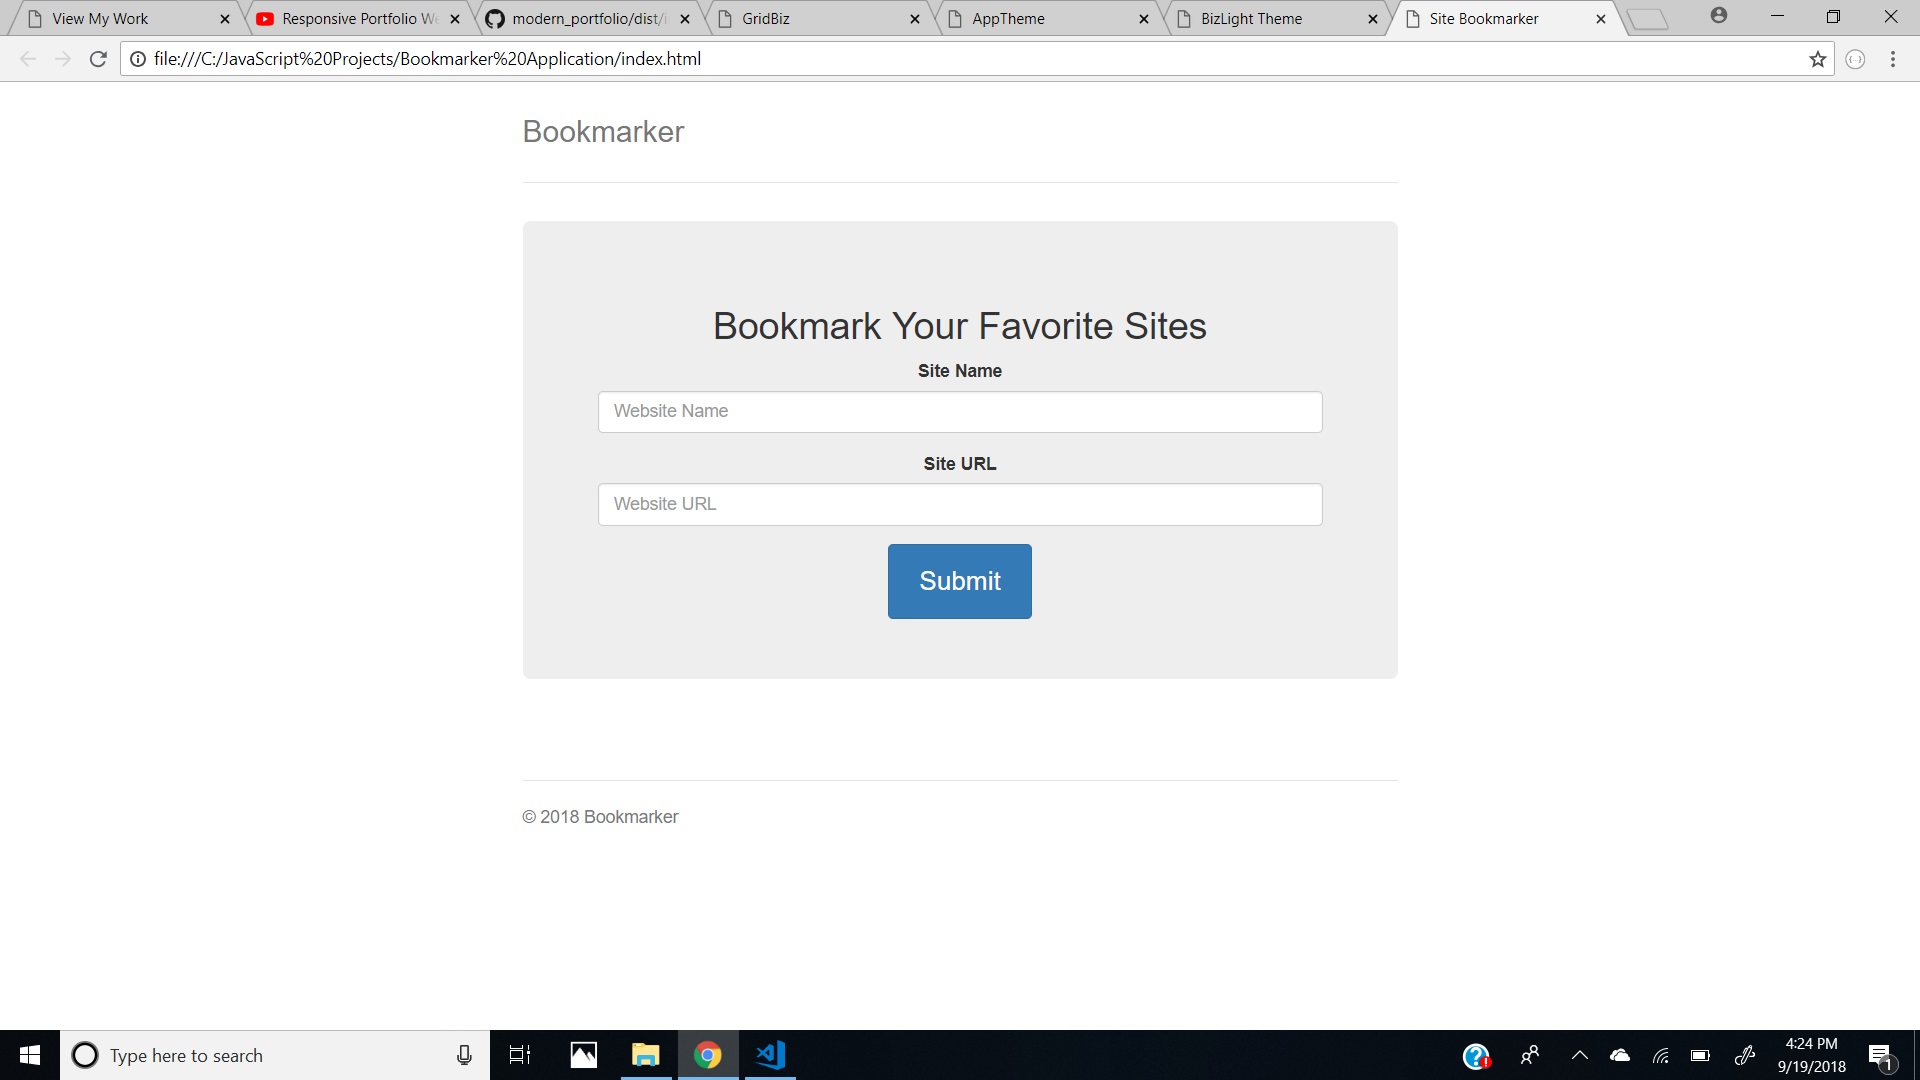 View My Work
Responsive Portfolio We
modern_portfolio/dist/i
GridBiz
AppTheme
BizLight Theme
Site Bookmarker
file:///C:/JavaScript%20Projects/Bookmarker%20Application/index.html
Bookmarker
Bookmark Your Favorite Sites
Site Name
Website Name
Site URL
Website URL
Submit
© 2018 Bookmarker
Type here to search
4:24 PM
9/19/2018
1